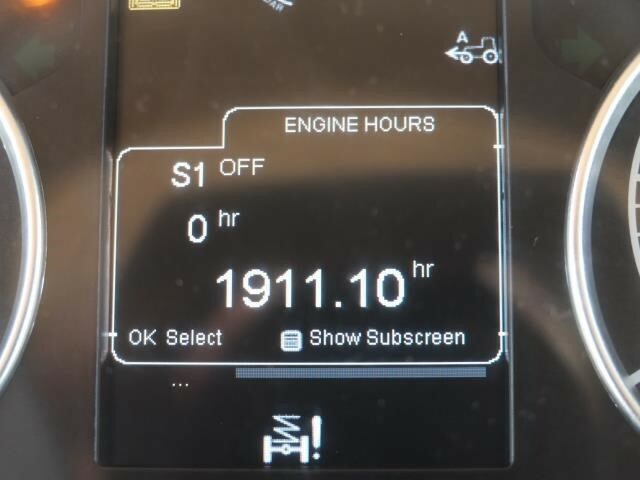 A
ENGINE HOURS
S1 OFF
0 hr
1911.10 hr
OK Select Show Subscreen
...
!